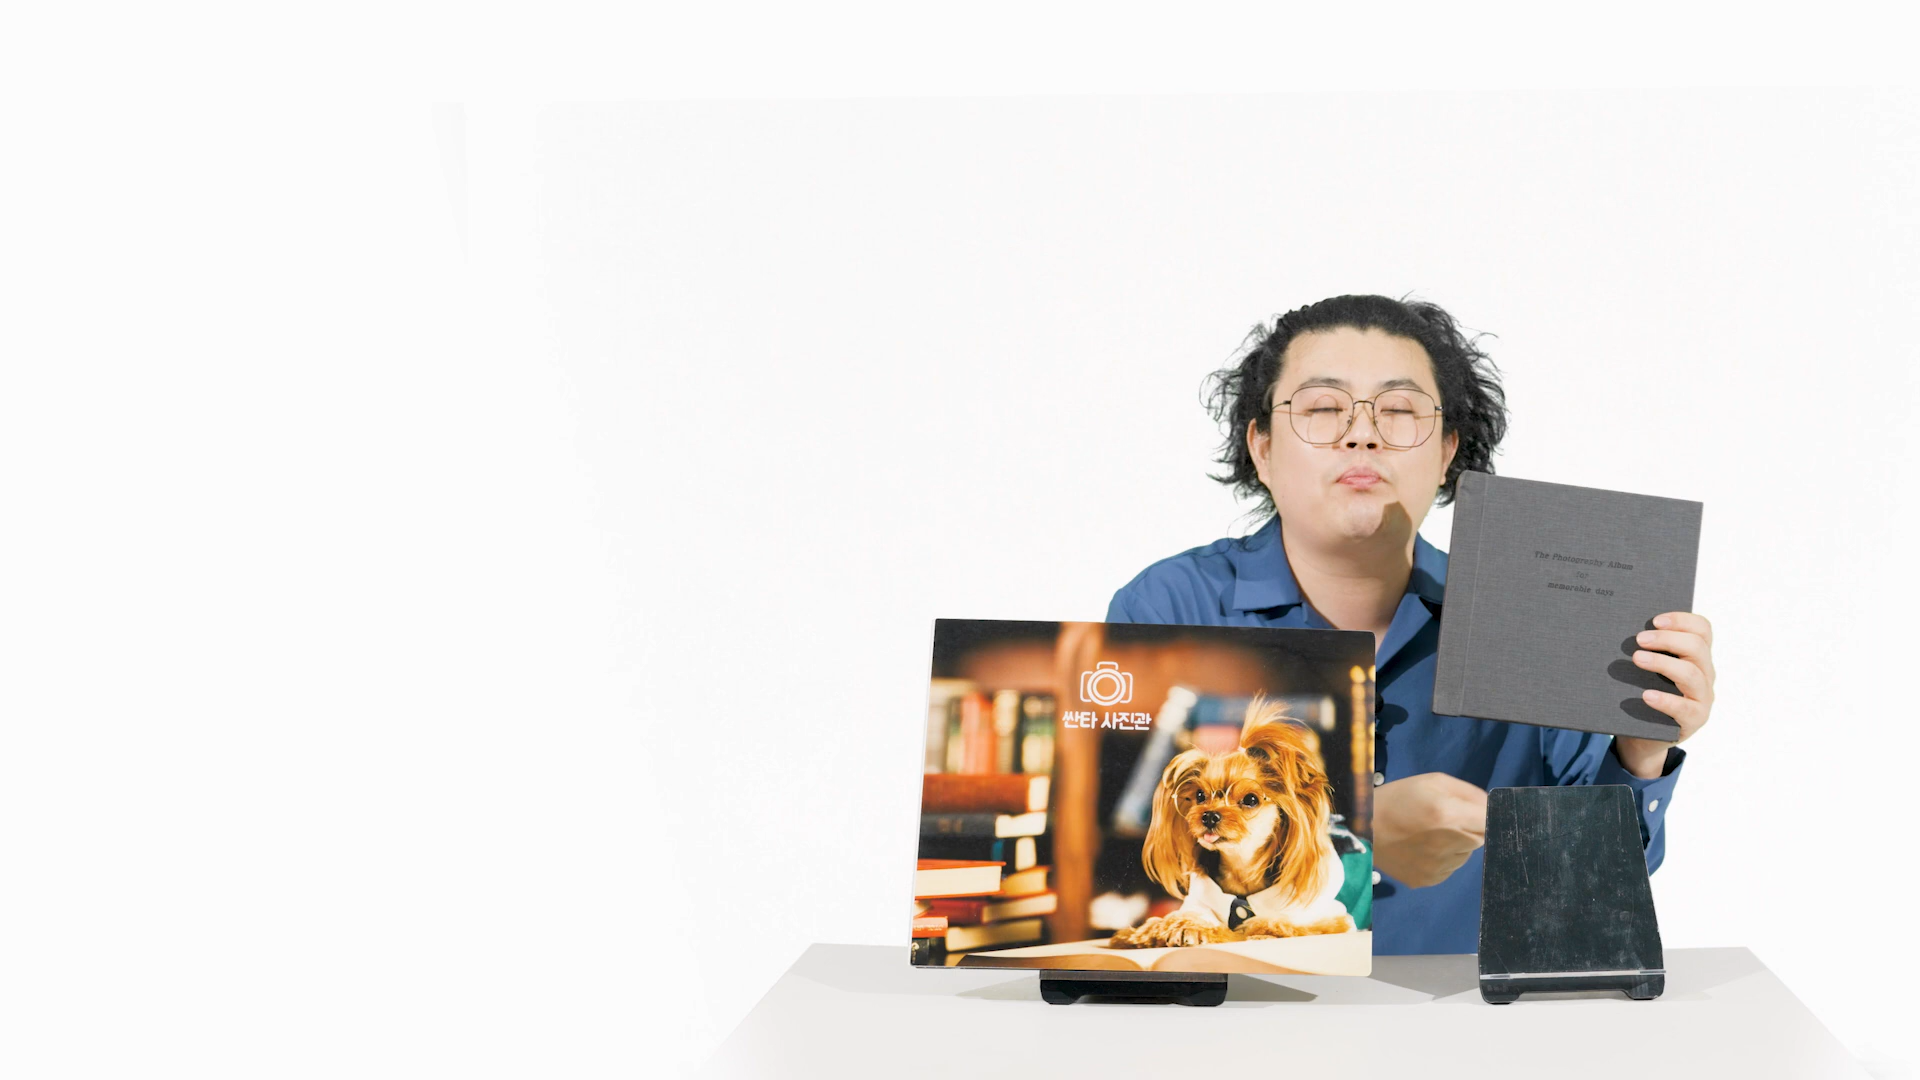 싼타 사진관
The Photography Album
for
memorable days